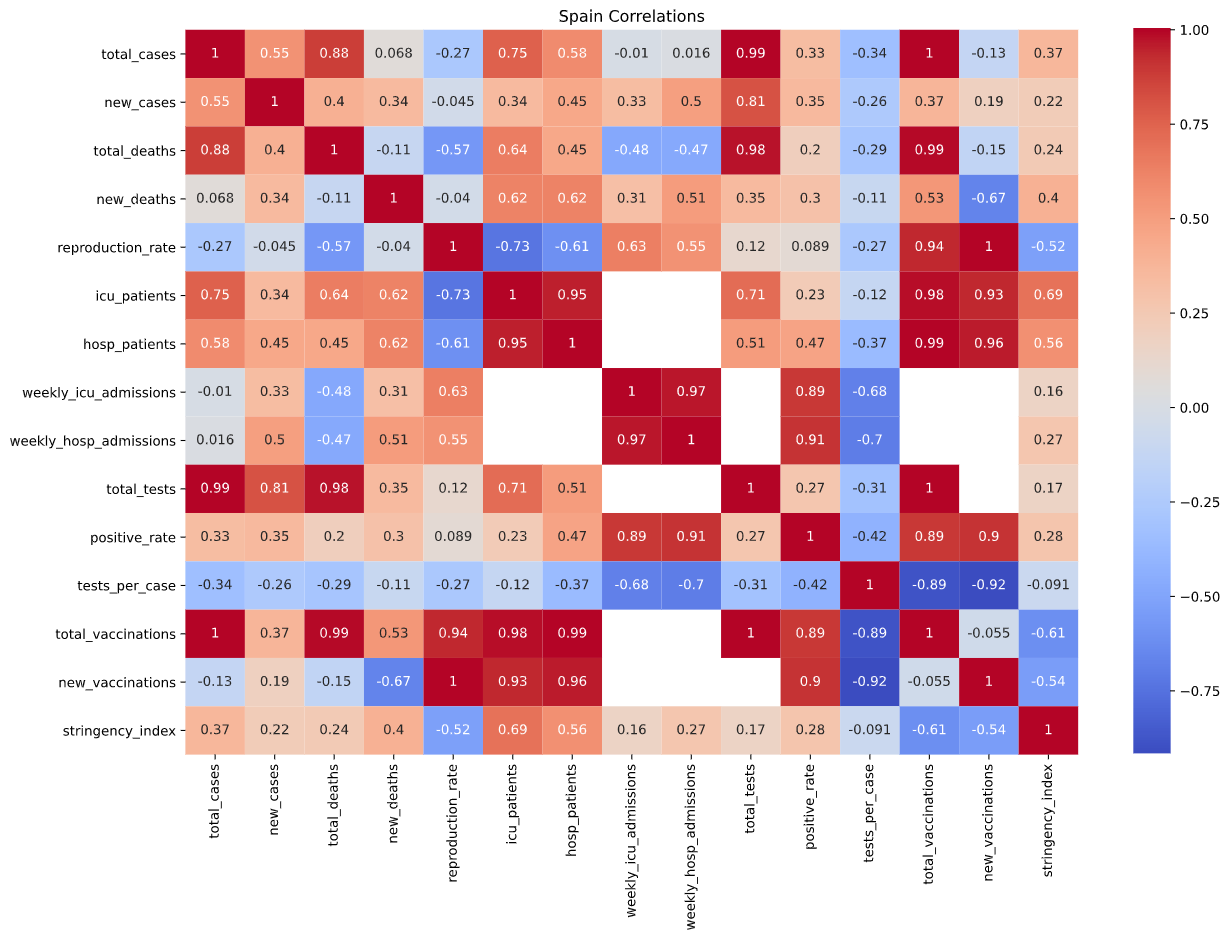 Spain Correlations
total_cases 1 0.55 0.88 0.068 -0.27 0.75 0.58 -0.01 0.016 0.99 0.33 -0.34 1 -0.13 0.37
new_cases 0.55 1 0.4 0.34 -0.045 0.34 0.45 0.33 0.5 0.81 0.35 -0.26 0.37 0.19 0.22
total_deaths 0.88 0.4 1 -0.11 -0.57 0.64 0.45 -0.48 -0.47 0.98 0.2 -0.29 0.99 -0.15 0.24
new_deaths 0.068 0.34 -0.11 1 -0.04 0.62 0.62 0.31 0.51 0.35 0.3 -0.11 0.53 -0.67 0.4
reproduction_rate -0.27 -0.045 -0.57 -0.04 1 -0.73 -0.61 0.63 0.55 0.12 0.089 -0.27 0.94 1 -0.52
icu_patients 0.75 0.34 0.64 0.62 -0.73 1 0.95 0.71 0.23 -0.12 0.98 0.93 0.69
hosp_patients 0.58 0.45 0.45 0.62 -0.61 0.95 1 0.51 0.47 -0.37 0.99 0.96 0.56
weekly_icu_admissions -0.01 0.33 -0.48 0.31 0.63 1 0.97 0.89 -0.68 0.16
weekly_hosp_admissions 0.016 0.5 -0.47 0.51 0.55 0.97 1 0.91 -0.7 0.27
total_tests 0.99 0.81 0.98 0.35 0.12 0.71 0.51 1 0.27 -0.31 1 0.17
positive_rate 0.33 0.35 0.2 0.3 0.089 0.23 0.47 0.89 0.91 0.27 1 -0.42 0.89 0.9 0.28
tests_per_case -0.34 -0.26 -0.29 -0.11 -0.27 -0.12 -0.37 -0.68 -0.7 -0.31 -0.42 1 -0.89 -0.92 -0.091
total_vaccinations 1 0.37 0.99 0.53 0.94 0.98 0.99 1 0.89 -0.89 1 -0.055 -0.61
new_vaccinations -0.13 0.19 -0.15 -0.67 1 0.93 0.96 0.9 -0.92 -0.055 1 -0.54
stringency_index 0.37 0.22 0.24 0.4 -0.52 0.69 0.56 0.16 0.27 0.17 0.28 -0.091 -0.61 -0.54 1
total_cases
new_cases
total_deaths
new_deaths
reproduction_rate
icu_patients
hosp_patients
weekly_icu_admissions
weekly_hosp_admissions
total_tests
positive_rate
tests_per_case
total_vaccinations
new_vaccinations
stringency_index
1.00
0.75
0.50
0.25
0.00
−0.25
−0.50
−0.75